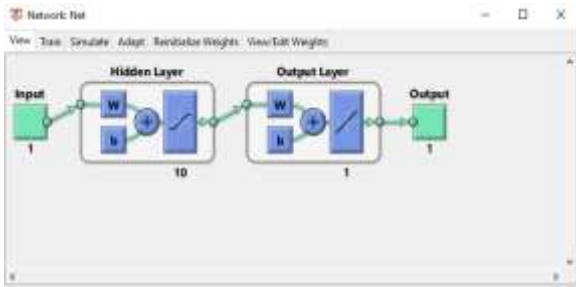 Network: Net
View Train Simulate Adapt Reinitialize Weights View/Edit Weights
Hidden Layer Output Layer
Input Output
W W
b b
1 10 1 1